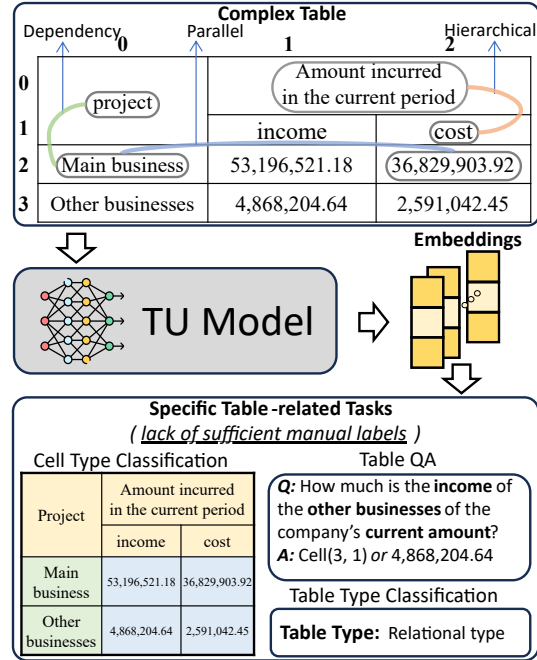 Complex Table
Dependency
Parallel
Hierarchical
0
1
2
0
Amount incurred
in the current period
project
1
income
cost
2
Main business
53,196,521.18
36,829,903.92
3
Other businesses
4,868,204.64
2,591,042.45
Embeddings
TU Model
Specific Table-related Tasks
( lack of sufficient manual labels )
Cell Type Classification
Project
Amount incurred
in the current period
income
cost
Main
business
53,196,521.18
36,829,903.92
Other
businesses
4,868,204.64
2,591,042.45
Table QA
Q: How much is the income of
the other businesses of the
company's current amount?
A: Cell(3, 1) or 4,868,204.64
Table Type Classification
Table Type: Relational type